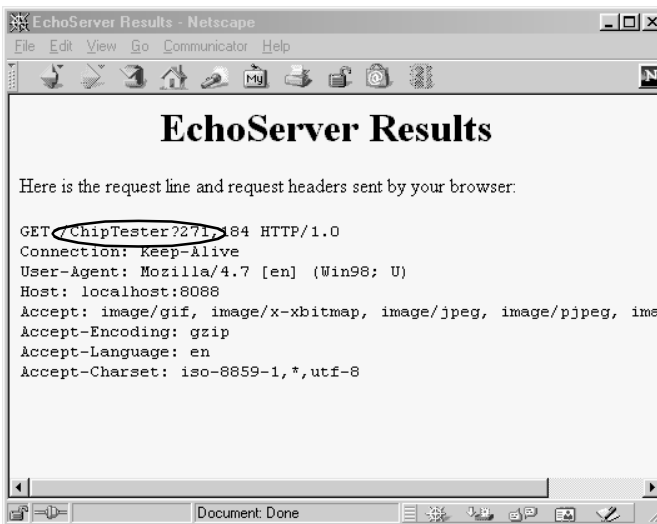 EchoServer Results - Netscape
File Edit View Go Communicator Help
My
N
EchoServer Results
Here is the request line and request headers sent by your browser:
GET /ChipTester?271,184 HTTP/1.0
Connection: Keep-Alive
User-Agent: Mozilla/4.7 [en] (Win98; U)
Host: localhost:8088
Accept: image/gif, image/x-xbitmap, image/jpeg, image/pjpeg, ima
Accept-Encoding: gzip
Accept-Language: en
Accept-Charset: iso-8859-1,*,utf-8
Document: Done